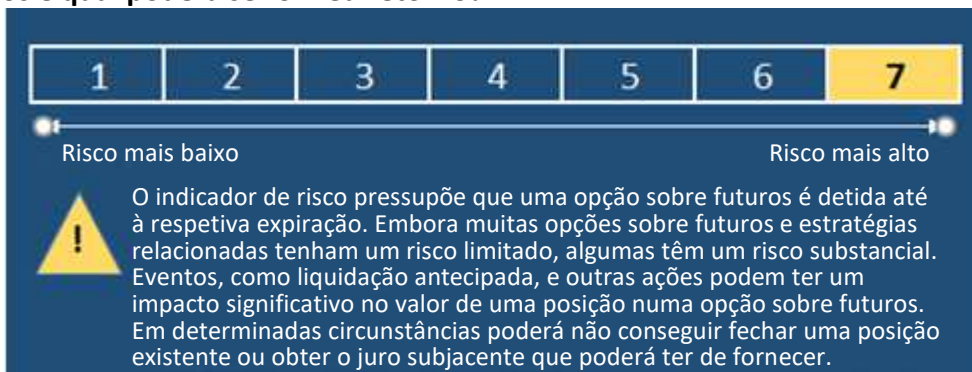 1 2 3 4 5 6 7
Risco mais baixo Risco mais alto
! O indicador de risco pressupõe que uma opção sobre futuros é detida até
à respetiva expiração. Embora muitas opções sobre futuros e estratégias
relacionadas tenham um risco limitado, algumas têm um risco substancial.
Eventos, como liquidação antecipada, e outras ações podem ter um
impacto significativo no valor de uma posição numa opção sobre futuros.
Em determinadas circunstâncias poderá não conseguir fechar uma posição
existente ou obter o juro subjacente que poderá ter de fornecer.